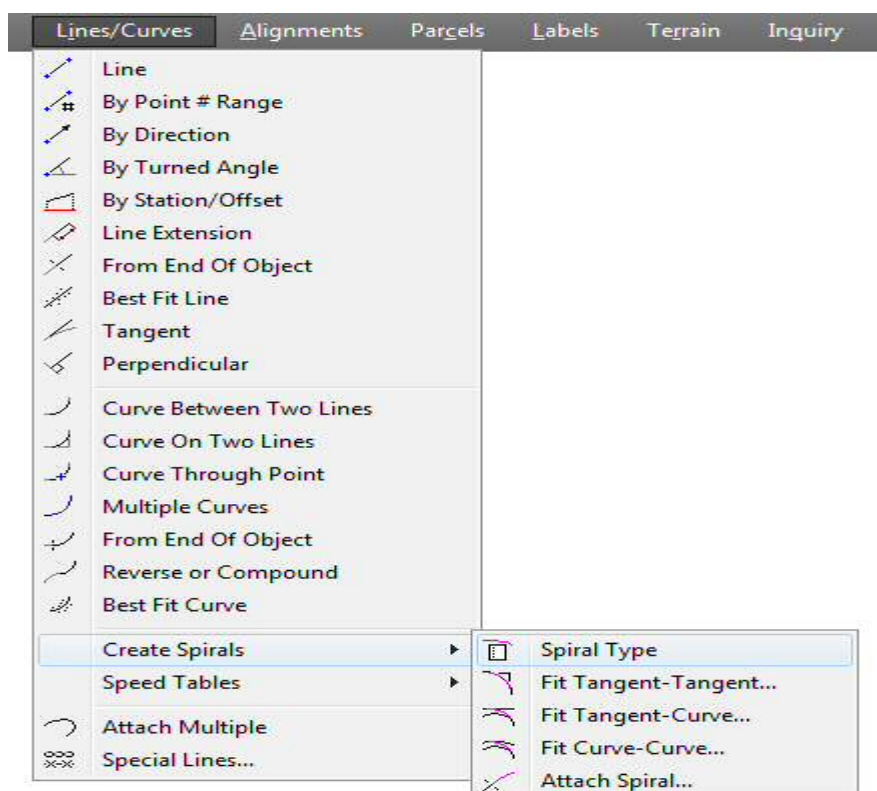 Lines/Curves Alignments Parcels Labels Terrain Inquiry
Line
By Point # Range
By Direction
By Turned Angle
By Station/Offset
Line Extension
From End Of Object
Best Fit Line
Tangent
Perpendicular
Curve Between Two Lines
Curve On Two Lines
Curve Through Point
Multiple Curves
From End Of Object
Reverse or Compound
Best Fit Curve
Create Spirals
Speed Tables
Attach Multiple
Special Lines...
Spiral Type
Fit Tangent-Tangent...
Fit Tangent-Curve...
Fit Curve-Curve...
Attach Spiral...